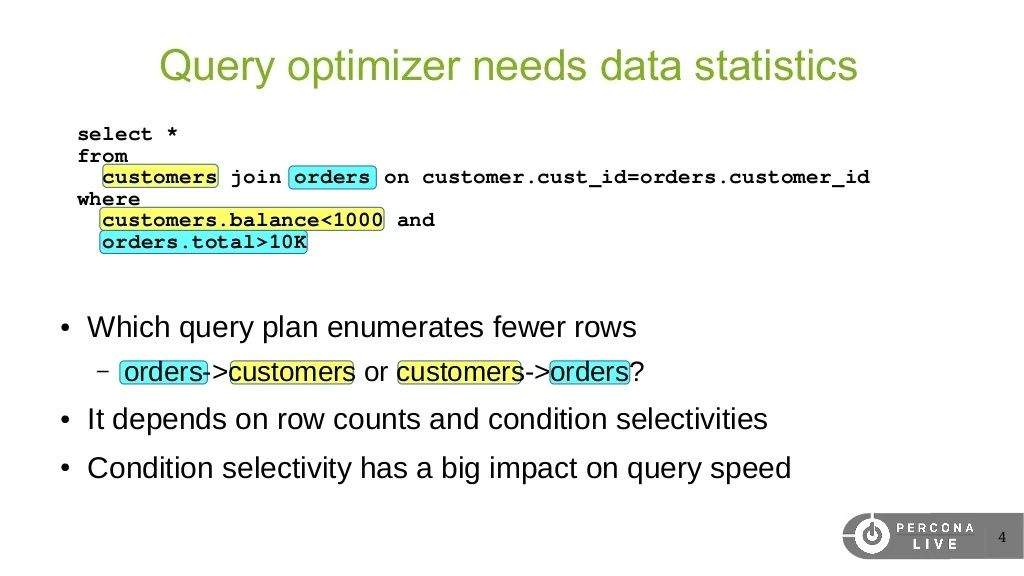 Query optimizer needs data statistics
select *
from
customers join orders on customer.cust_id=orders.customer_id
where
customers.balance<1000 and
orders.total>10K
• Which query plan enumerates fewer rows
– orders->customers or customers->orders?
• It depends on row counts and condition selectivities
• Condition selectivity has a big impact on query speed
PERCONA
LIVE
4